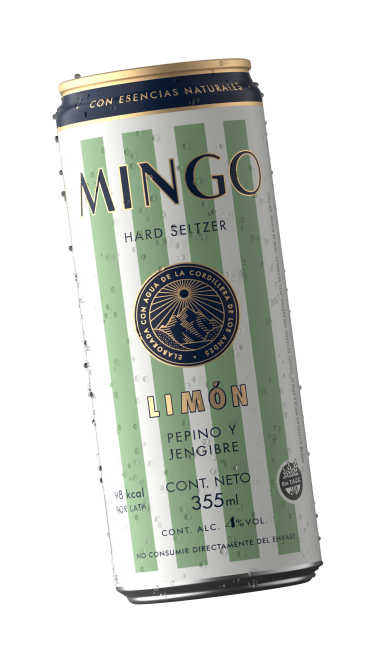 CON ESENCIAS NATURALES
MINGO
HARD SELTZER
ELABORADA CON AGUA DE LA CORDILLERA DE LOS ANDES
LIMÓN
PEPINO Y
JENGIBRE
98 kcal
POR LATA
CONT. NETO
355ml
Sin T.A.C.C.
CONT. ALC. 4% VOL.
NO CONSUMIR DIRECTAMENTE DEL ENVASE.